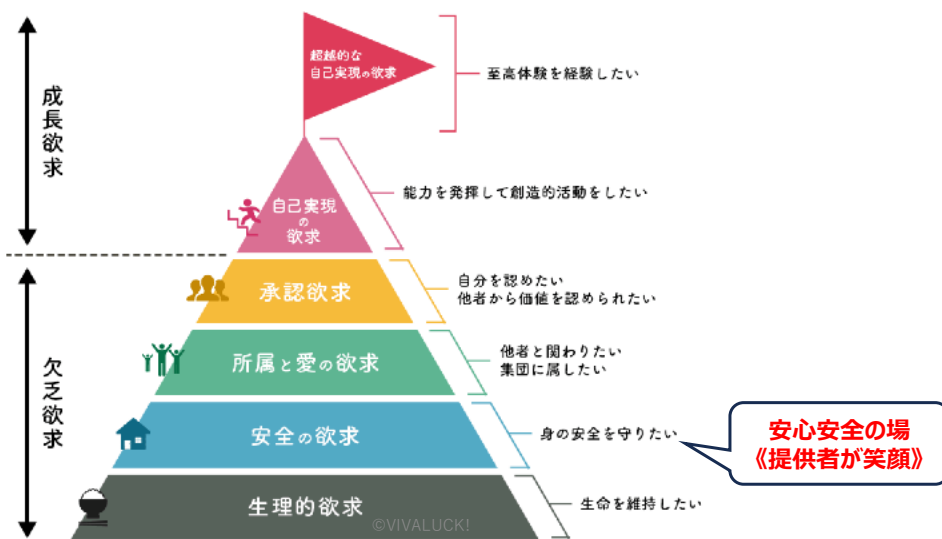 超越的な
自己実現の欲求
至高体験を経験したい
成長欲求
能力を発揮して創造的活動をしたい
自己実現
の
欲求
承認欲求
自分を認めたい
他者から価値を認められたい
所属と愛の欲求
他者と関わりたい
集団に属したい
欠乏欲求
安全の欲求
身の安全を守りたい
安心安全の場
《提供者が笑顔》
生理的欲求
生命を維持したい
©VIVALUCK!